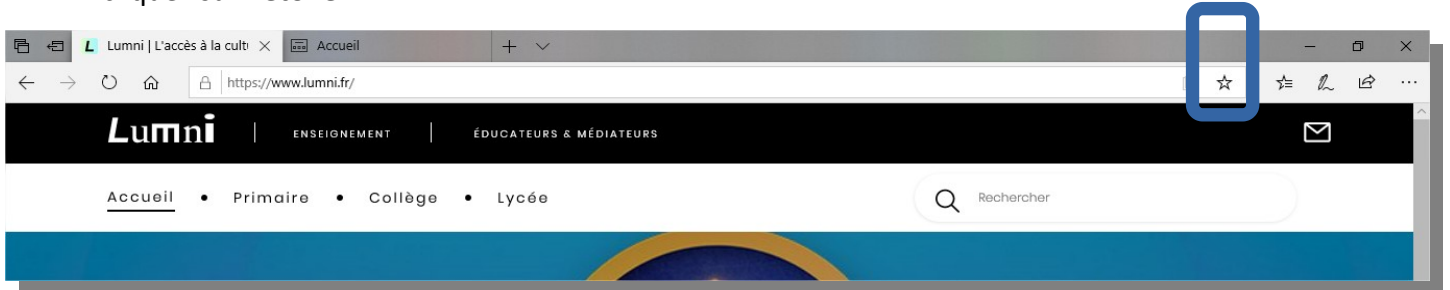 Lumni | L'accès à la cult Accueil
https://www.lumni.fr/
Lumni | ENSEIGNEMENT | ÉDUCATEURS & MÉDIATEURS
Accueil • Primaire • Collège • Lycée Rechercher